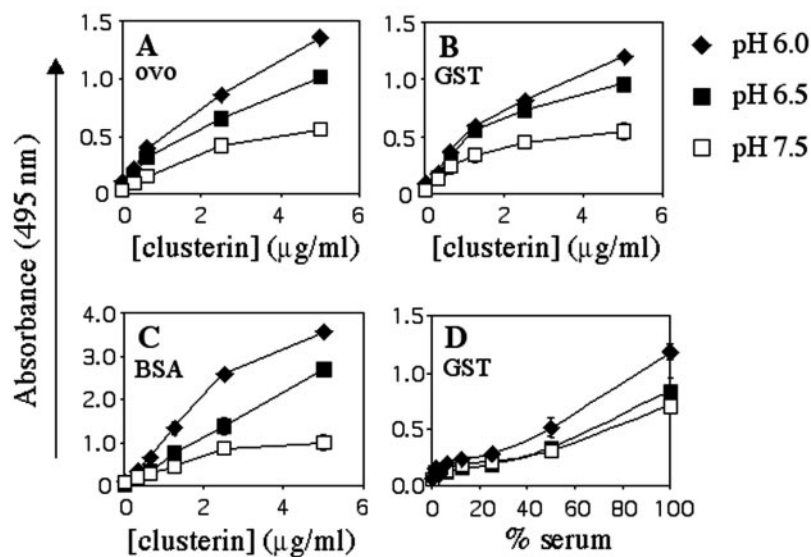 A
ovo
1.5
1.0
0.5
0
0 2 4 6
[clusterin] (µg/ml)
B
GST
1.5
1.0
0.5
0
0 2 4 6
[clusterin] (µg/ml)
pH 6.0
pH 6.5
pH 7.5
Absorbance (495 nm)
C
BSA
4.0
3.0
2.0
1.0
0.0
0 2 4 6
[clusterin] (µg/ml)
D
GST
1.5
1.0
0.5
0.0
0 20 40 60 80 100
% serum